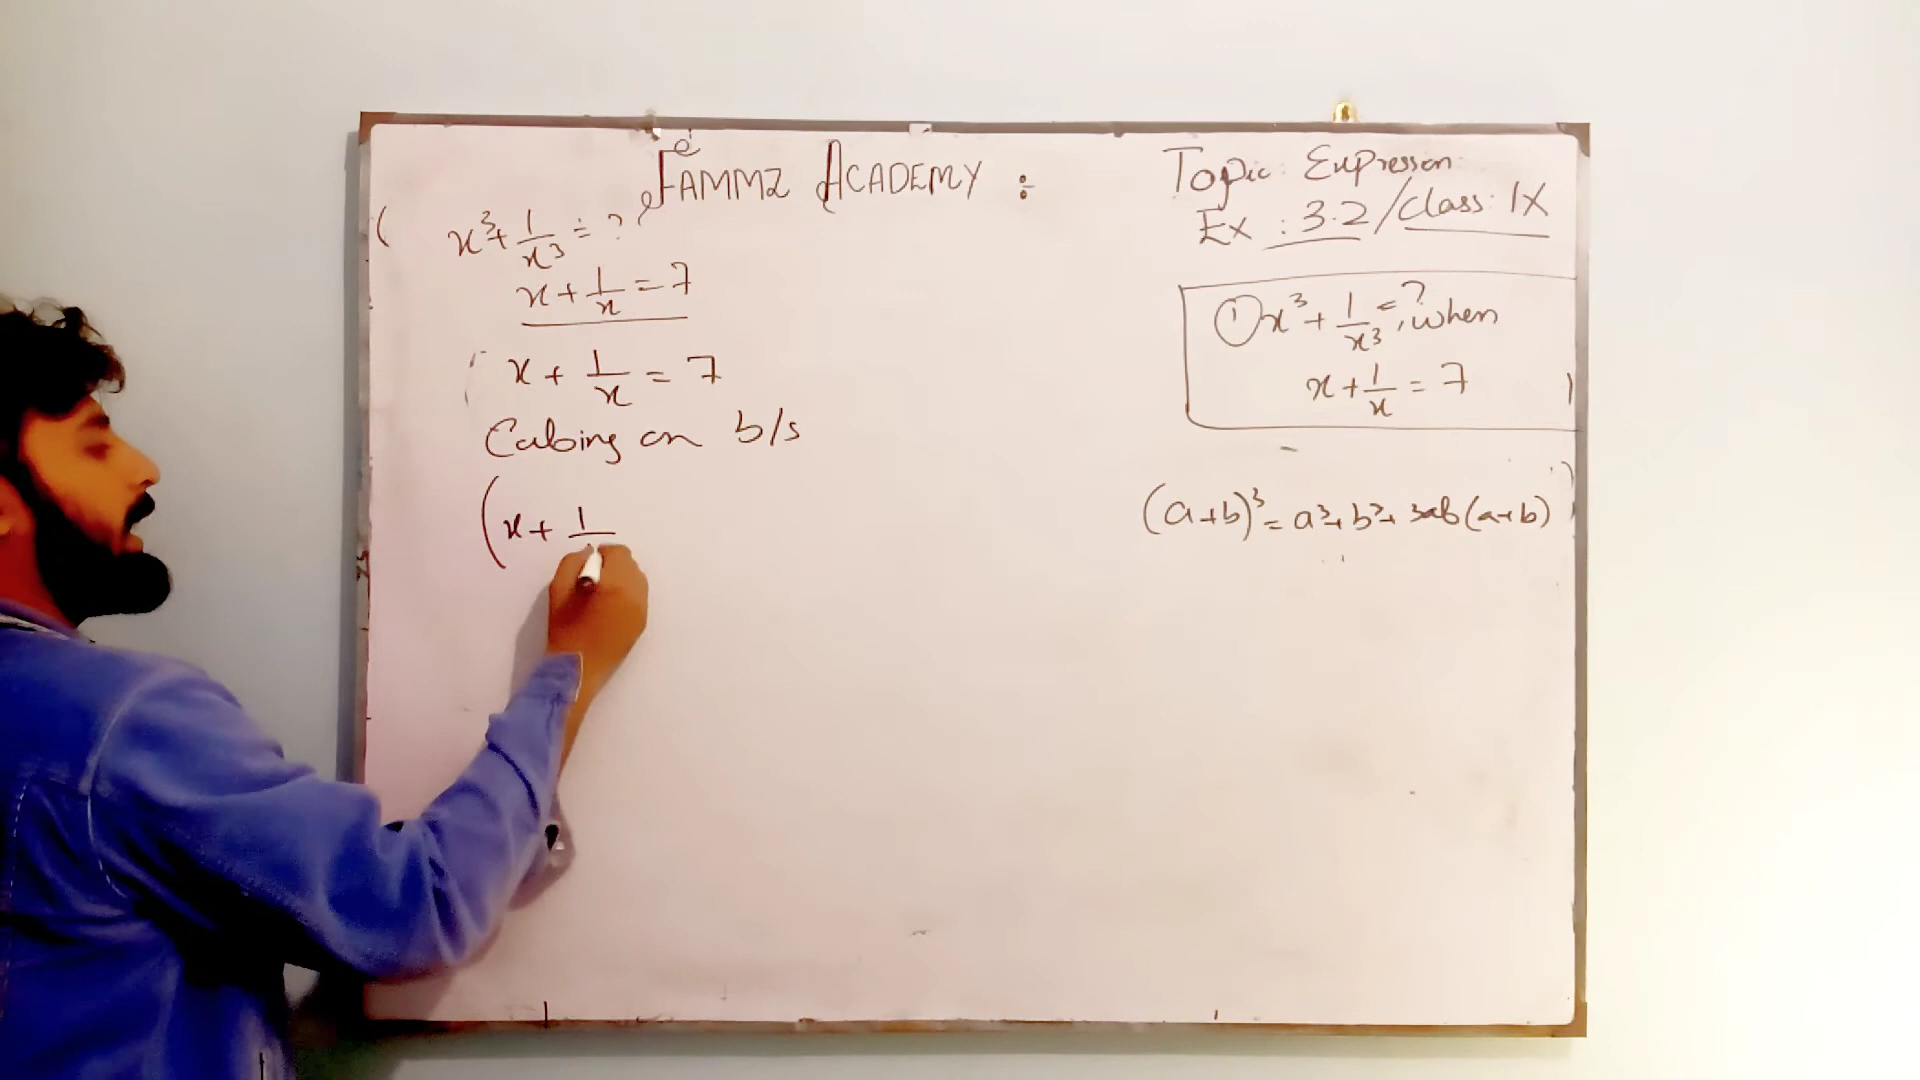 FAMMZ ACADEMY :
Topic: Expression
Ex : 3.2 / class: IX
x³ + 1/x³ = ?
x + 1/x = 7
x + 1/x = 7
Cubing on b/s
(x + 1/
① x³ + 1/x³ = ?, when
x + 1/x = 7
(a+b)³ = a³ + b³ + 3ab(a+b)